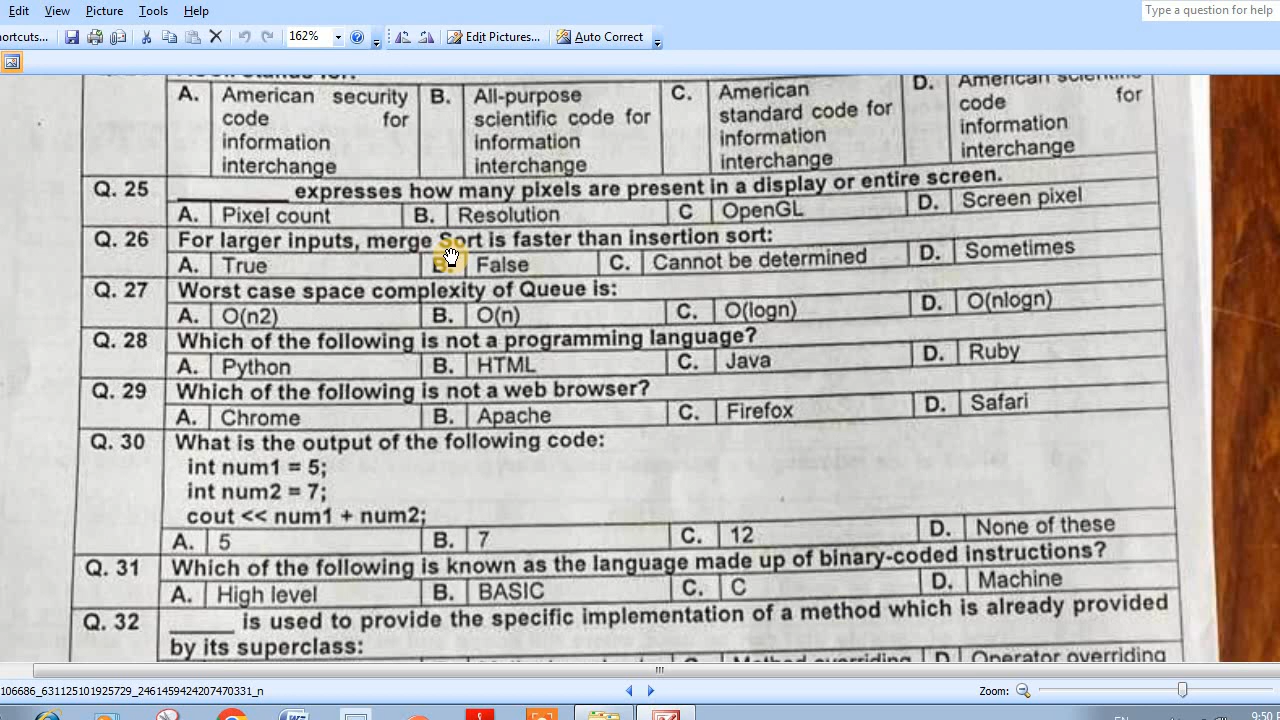 Edit View Picture Tools Help
Type a question for help
ortcuts...
162%
Edit Pictures...
Auto Correct
A. American security code for information interchange B. All-purpose scientific code for information interchange C. American standard code for information interchange D. American scientific code for information interchange
Q. 25 ______ expresses how many pixels are present in a display or entire screen.
A. Pixel count B. Resolution C OpenGL D. Screen pixel
Q. 26 For larger inputs, merge Sort is faster than insertion sort:
A. True B. False C. Cannot be determined D. Sometimes
Q. 27 Worst case space complexity of Queue is:
A. O(n2) B. O(n) C. O(logn) D. O(nlogn)
Q. 28 Which of the following is not a programming language?
A. Python B. HTML C. Java D. Ruby
Q. 29 Which of the following is not a web browser?
A. Chrome B. Apache C. Firefox D. Safari
Q. 30 What is the output of the following code:
int num1 = 5;
int num2 = 7;
cout << num1 + num2;
A. 5 B. 7 C. 12 D. None of these
Q. 31 Which of the following is known as the language made up of binary-coded instructions?
A. High level B. BASIC C. C D. Machine
Q. 32 ______ is used to provide the specific implementation of a method which is already provided
by its superclass:
Method overriding D Operator overriding
106686_631125101925729_2461459424207470331_n
Zoom:
EN
9:50